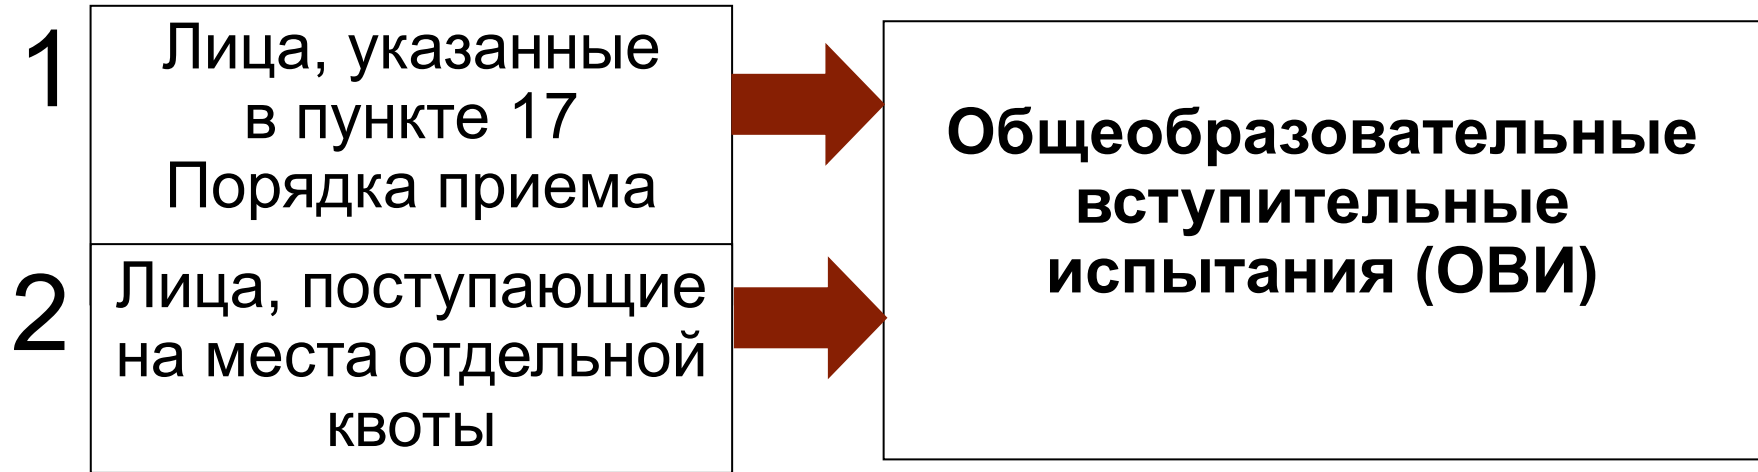 1
Лица, указанные
в пункте 17
Порядка приема
2
Лица, поступающие
на места отдельной
квоты
Общеобразовательные
вступительные
испытания (ОВИ)